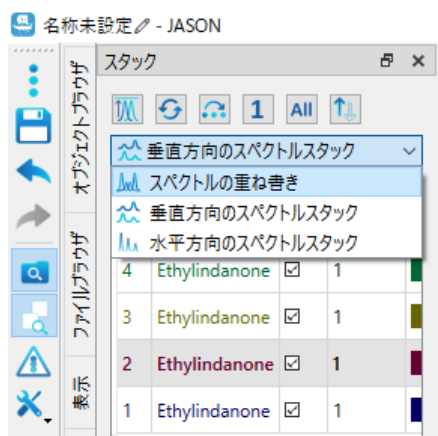 名称未設定 - JASON
スタック
オブジェクトブラウザ
ファイルブラウザ
表示
1 All
垂直方向のスペクトルスタック
スペクトルの重ね書き
垂直方向のスペクトルスタック
水平方向のスペクトルスタック
4 Ethylindanone 1
3 Ethylindanone 1
2 Ethylindanone 1
1 Ethylindanone 1